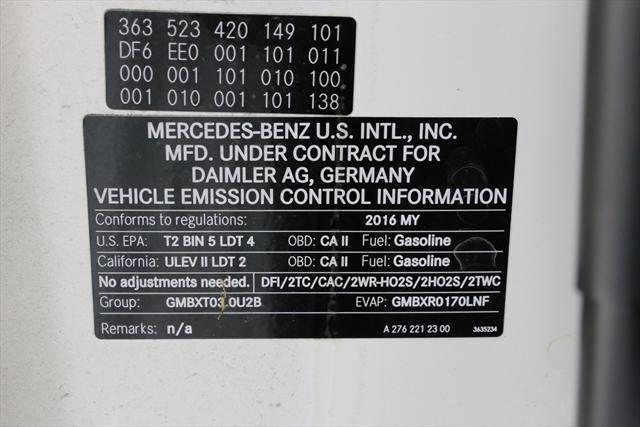 363 523 420 149 101
DF6 EE0 001 101 011
000 001 101 010 100
001 010 001 101 138
MERCEDES-BENZ U.S. INTL., INC.
MFD. UNDER CONTRACT FOR
DAIMLER AG, GERMANY
VEHICLE EMISSION CONTROL INFORMATION
Conforms to regulations: 2016 MY
U.S. EPA: T2 BIN 5 LDT 4 OBD: CA II Fuel: Gasoline
California: ULEV II LDT 2 OBD: CA II Fuel: Gasoline
No adjustments needed. DFI/2TC/CAC/2WR-HO2S/2HO2S/2TWC
Group: GMBXT03.0U2B EVAP: GMBXR0170LNF
Remarks: n/a A 276 221 23 00 3635234